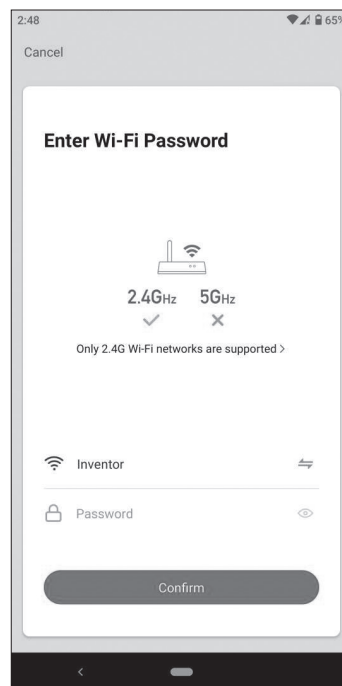 2:48 65%
Cancel
Enter Wi-Fi Password
2.4GHz 5GHz
Only 2.4G Wi-Fi networks are supported >
Inventor
Password
Confirm